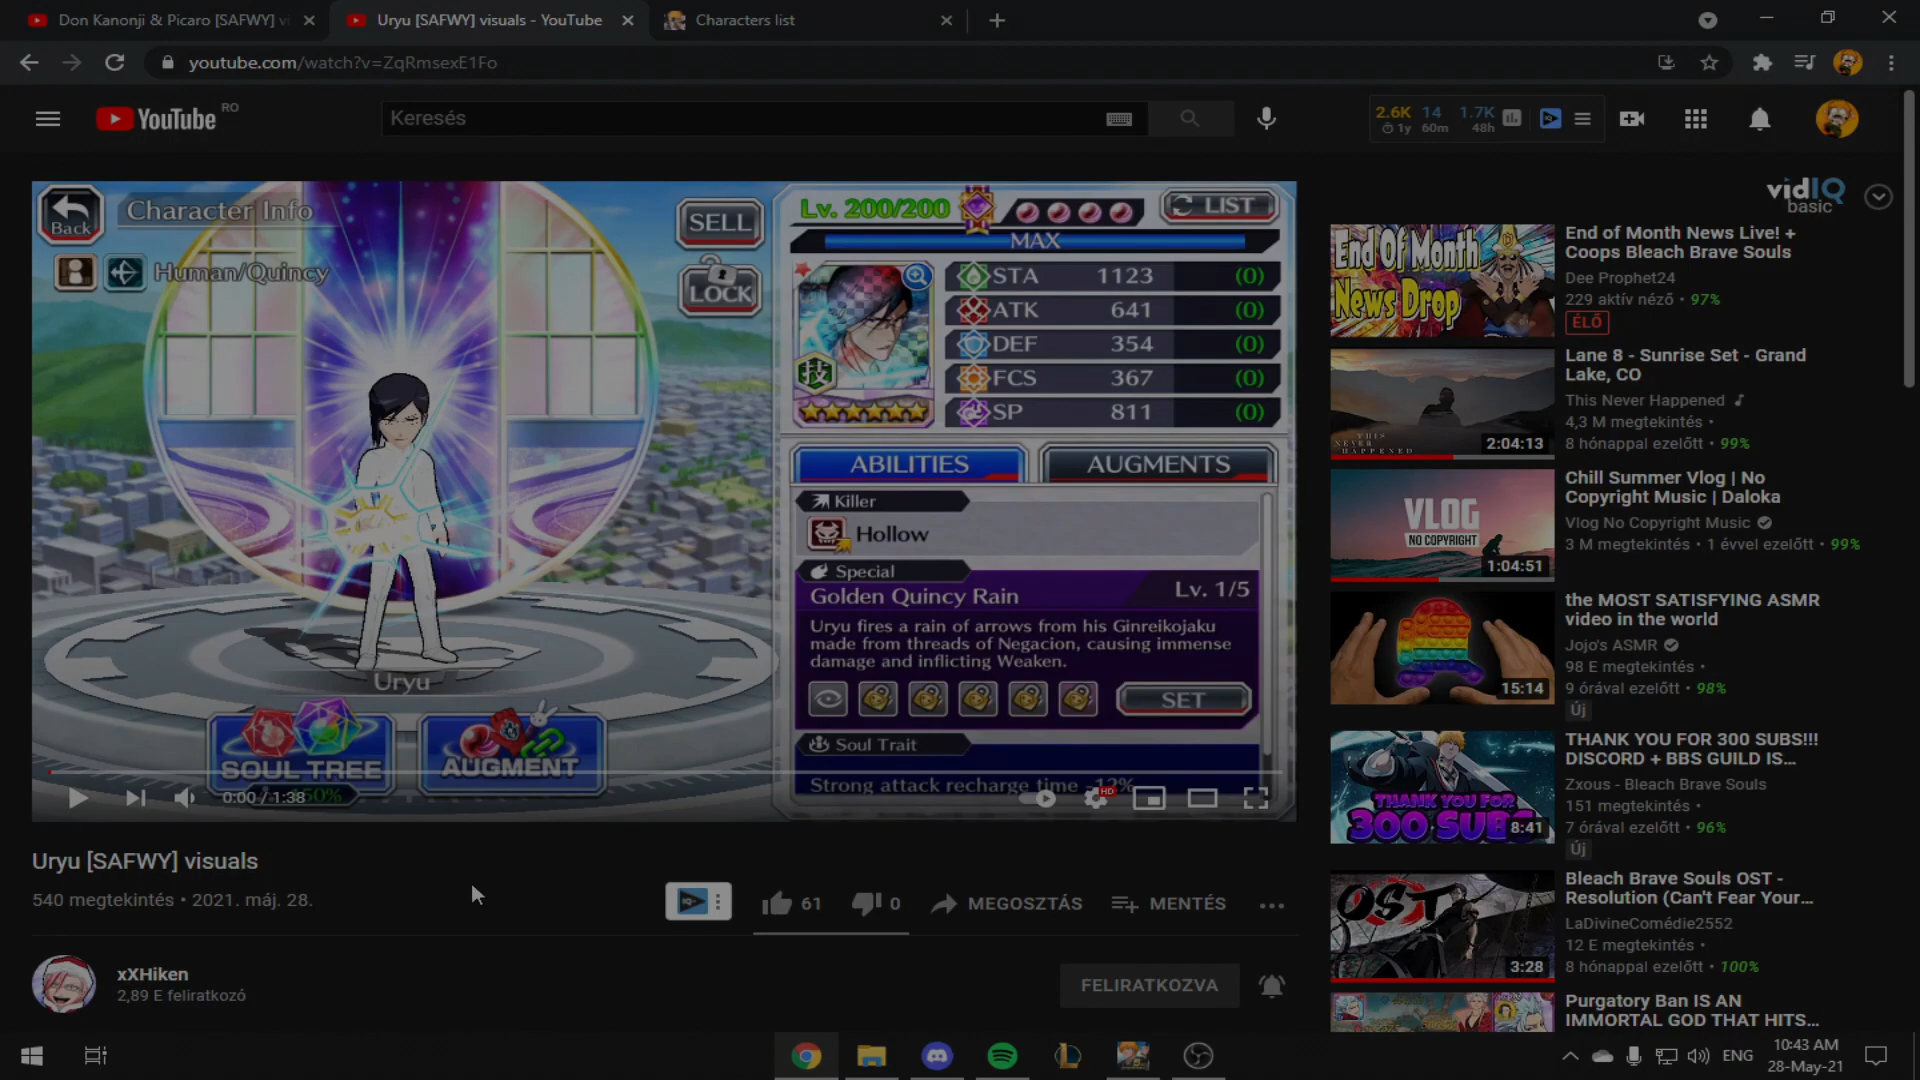 Don Kanonji & Picaro [SAFWY] vi
Uryu [SAFWY] visuals - YouTube
Characters list
youtube.com/watch?v=ZqRmsexE1Fo
YouTube RO
Keresés
2.6K 14 1.7K
1y 60m 48h
Back
Character Info
Human/Quincy
SELL
LOCK
Lv. 200/200
LIST
MAX
STA 1123 (0)
ATK 641 (0)
DEF 354 (0)
FCS 367 (0)
SP 811 (0)
技
ABILITIES
AUGMENTS
Killer
Hollow
Special
Golden Quincy Rain
Lv. 1/5
Uryu fires a rain of arrows from his Ginreikojaku
made from threads of Negacion, causing immense
damage and inflicting Weaken.
SET
Soul Trait
Strong attack recharge time -12%
Uryu
SOUL TREE
50%
AUGMENT
0:00 / 1:38
HD
Uryu [SAFWY] visuals
540 megtekintés • 2021. máj. 28.
61
0
MEGOSZTÁS
MENTÉS
xXHiken
2,89 E feliratkozó
FELIRATKOZVA
vidIQ
basic
End Of Month
News Drop
End of Month News Live! +
Coops Bleach Brave Souls
Dee Prophet24
229 aktív néző • 97%
ÉLŐ
THIS
NEVER
HAPPENED
2:04:13
Lane 8 - Sunrise Set - Grand
Lake, CO
This Never Happened
4,3 M megtekintés •
8 hónappal ezelőtt • 99%
VLOG
NO COPYRIGHT
1:04:51
Chill Summer Vlog | No
Copyright Music | Daloka
Vlog No Copyright Music
3 M megtekintés • 1 évvel ezelőtt • 99%
15:14
the MOST SATISFYING ASMR
video in the world
Jojo's ASMR
98 E megtekintés •
9 órával ezelőtt • 98%
Új
THANK YOU FOR
300 SUBS
8:41
THANK YOU FOR 300 SUBS!!!
DISCORD + BBS GUILD IS...
Zxous - Bleach Brave Souls
151 megtekintés •
7 órával ezelőtt • 96%
Új
OST
3:28
Bleach Brave Souls OST -
Resolution (Can't Fear Your...
LaDivineComédie2552
12 E megtekintés •
8 hónappal ezelőtt • 100%
Purgatory Ban IS AN
IMMORTAL GOD THAT HITS...
ENG
10:43 AM
28-May-21